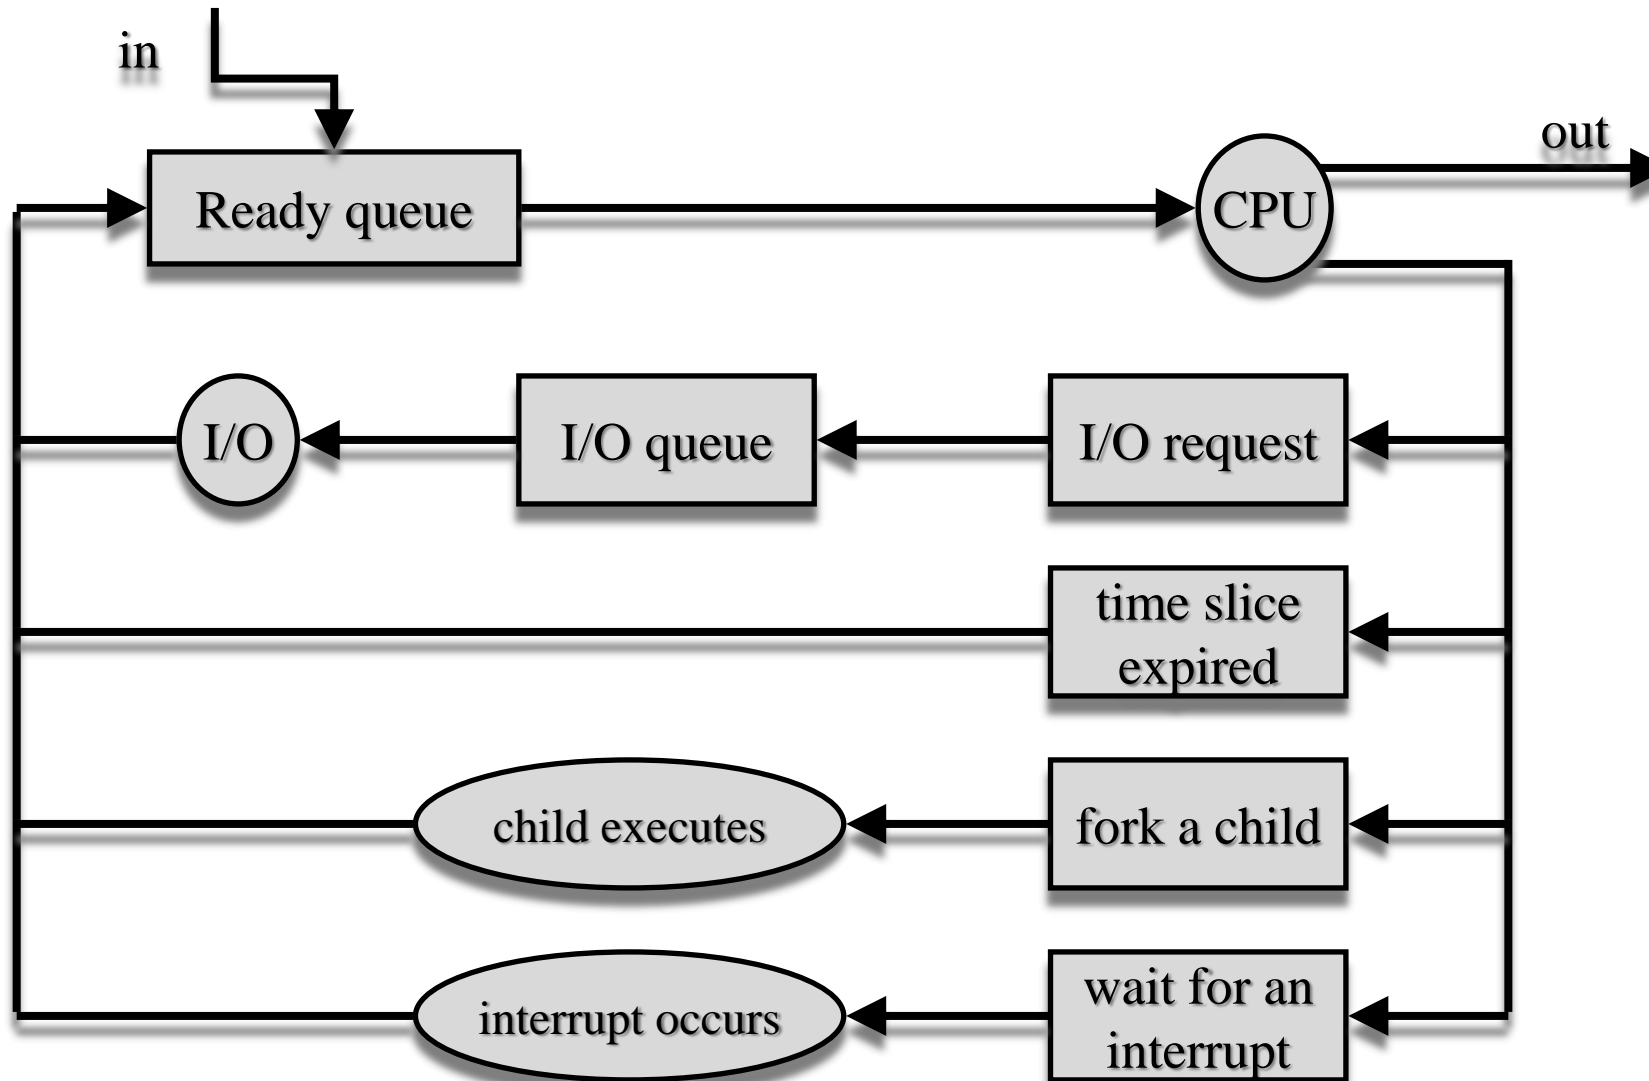 in
out
Ready queue
CPU
I/O
I/O queue
I/O request
time slice
expired
child executes
fork a child
interrupt occurs
wait for an
interrupt